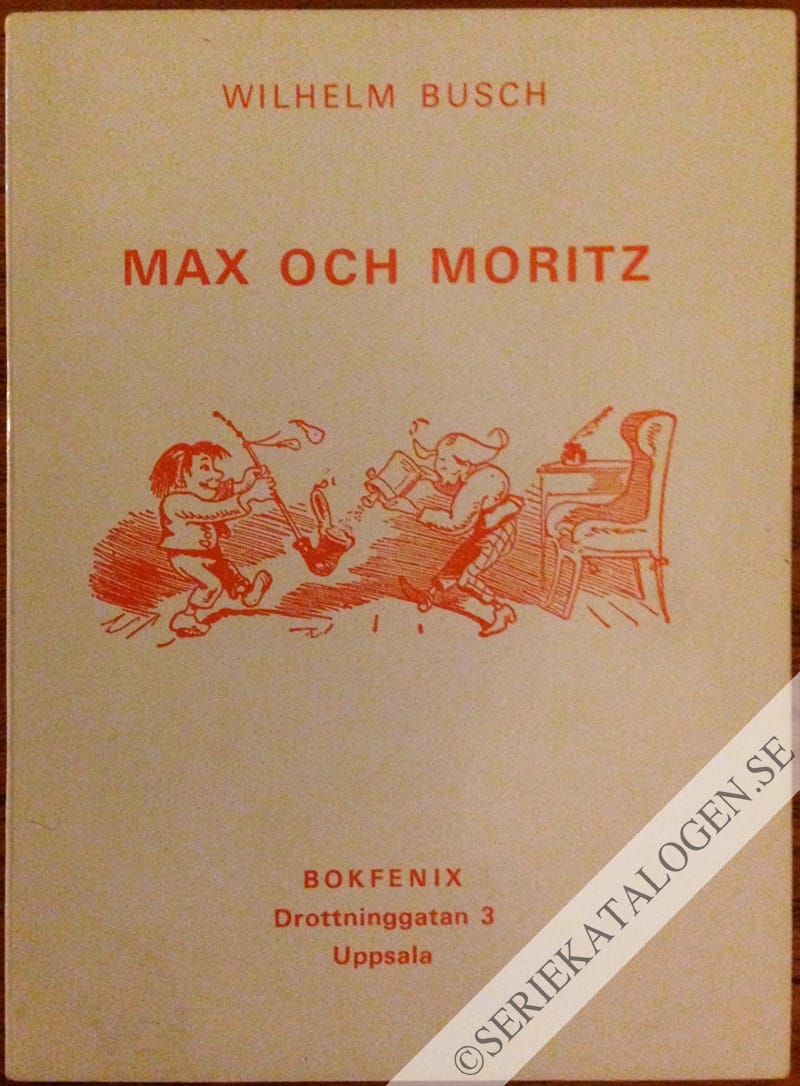 WILHELM BUSCH
MAX OCH MORITZ
BOKFENIX
Drottninggatan 3
Uppsala
©SERIEKATALOGEN.SE